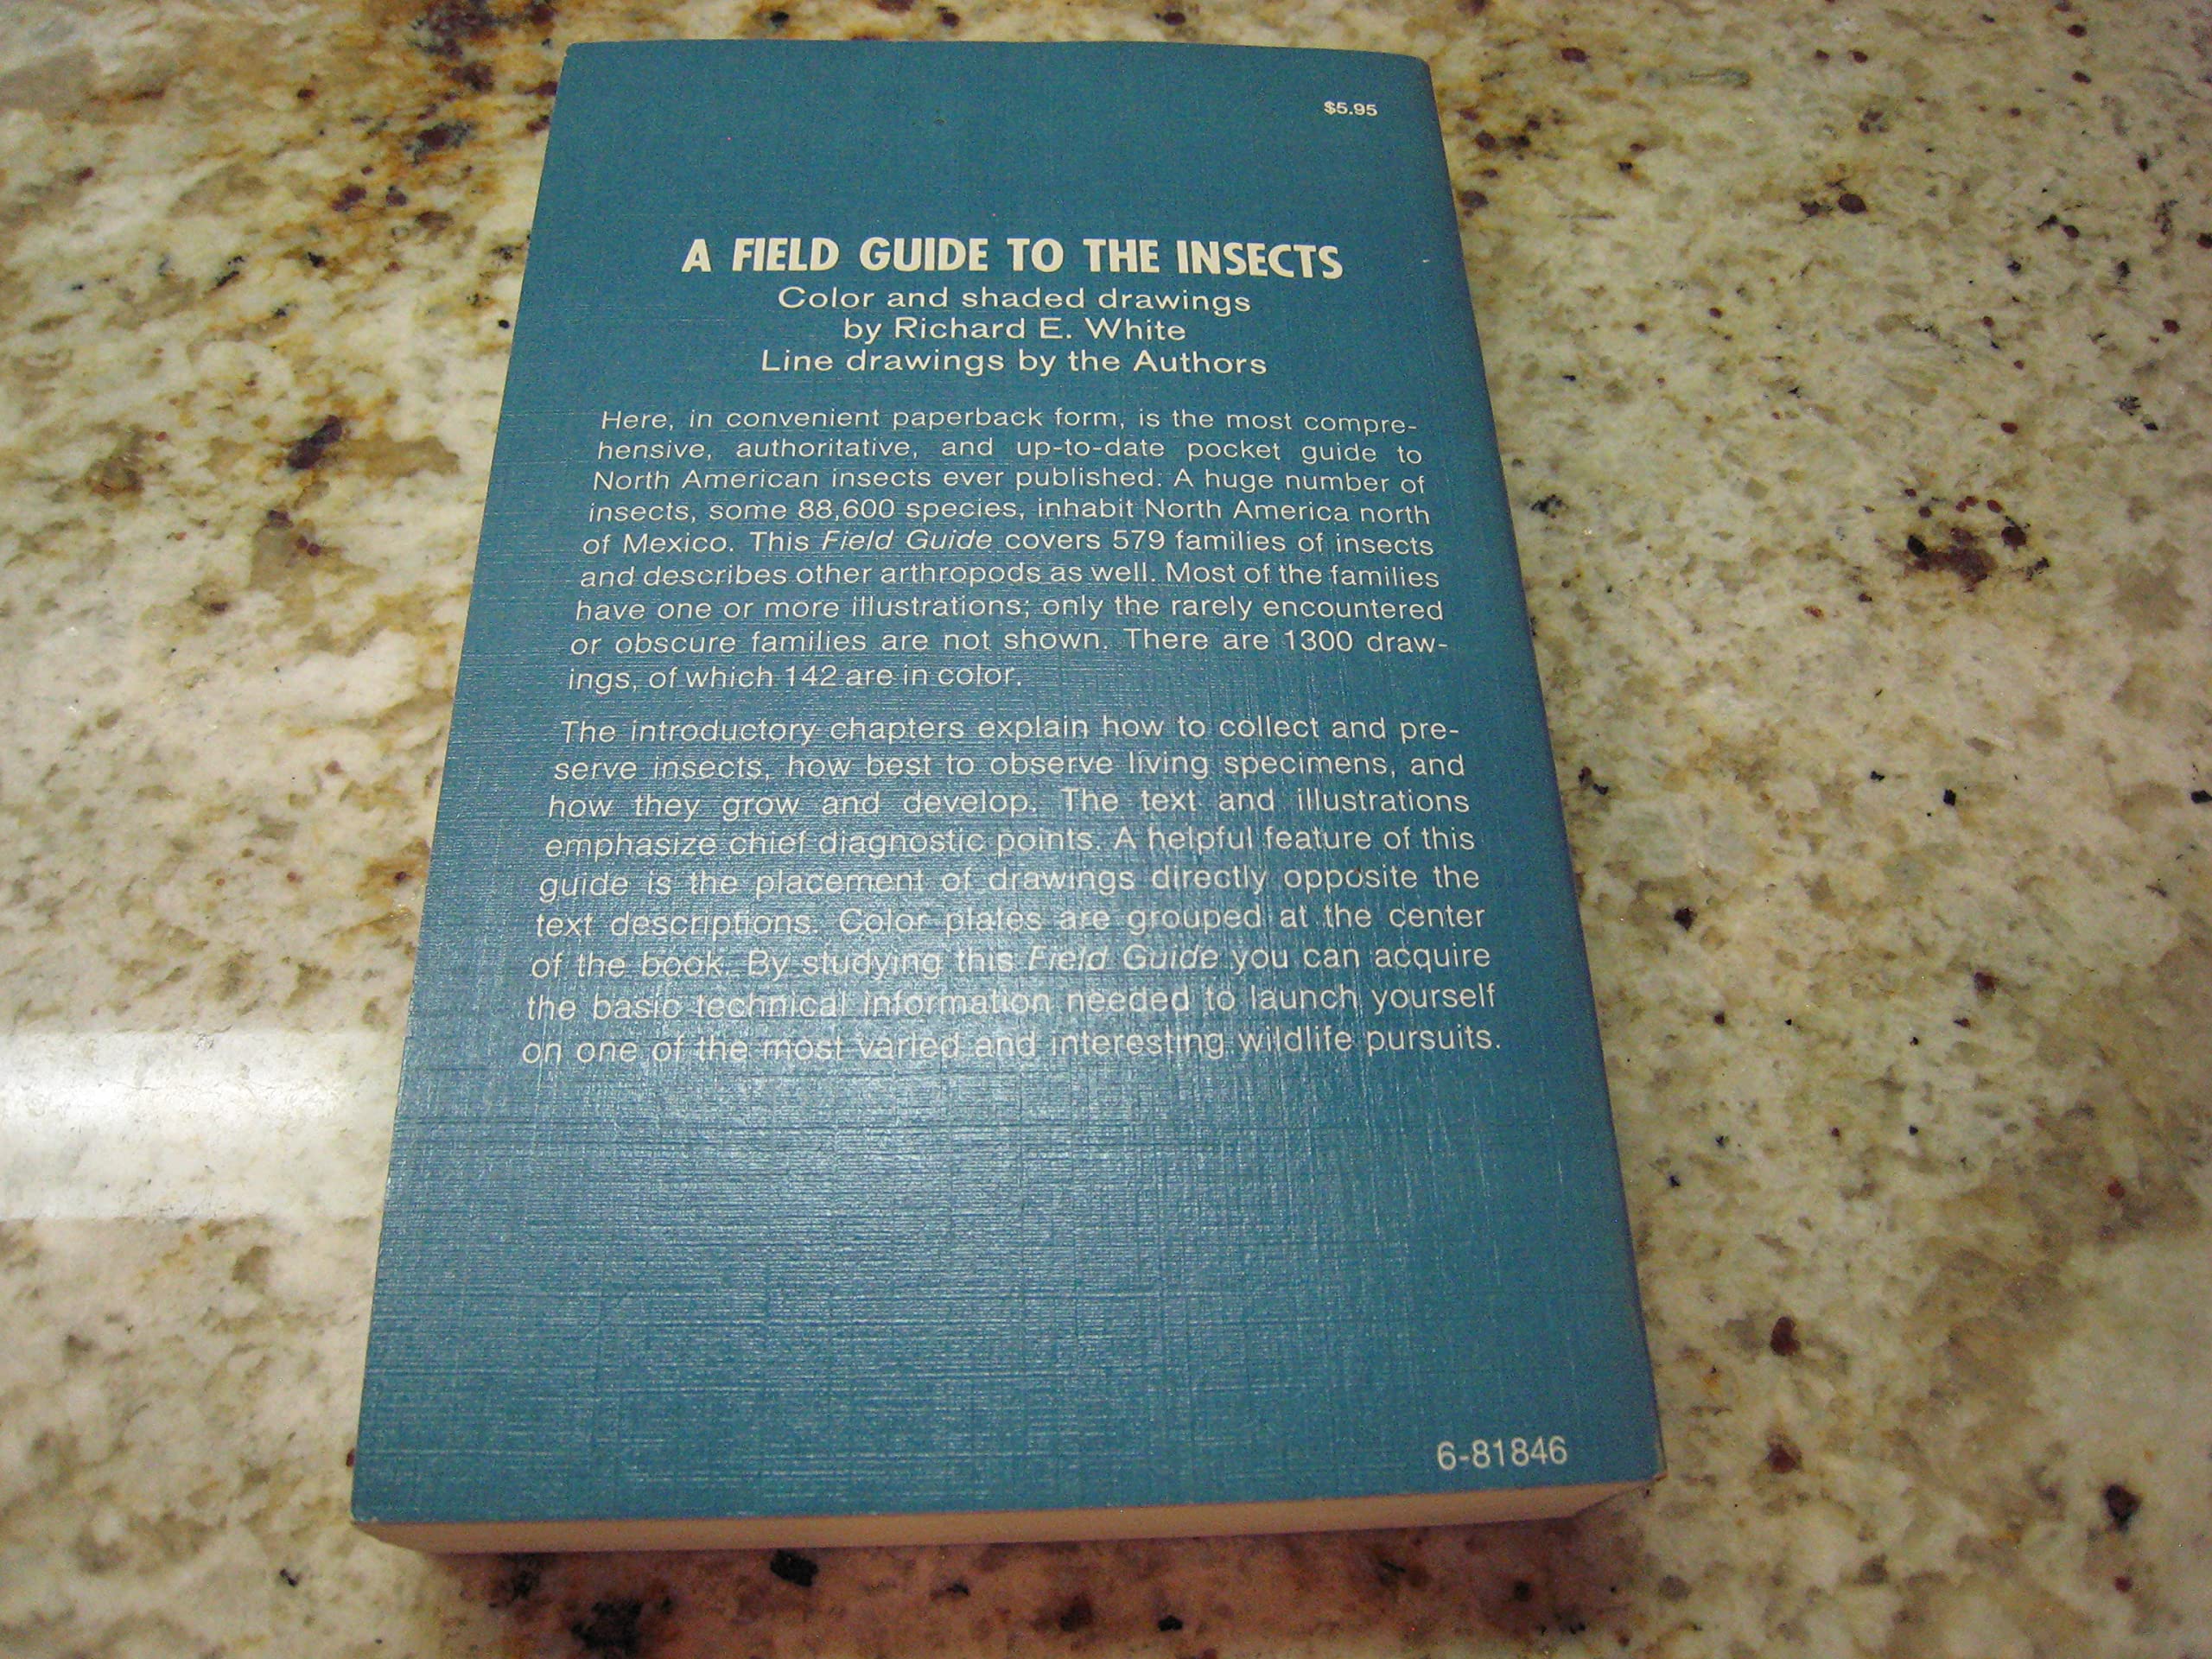 $5.95
A FIELD GUIDE TO THE INSECTS
Color and shaded drawings
by Richard E. White
Line drawings by the Authors
Here, in convenient paperback form, is the most compre-
hensive, authoritative, and up-to-date pocket guide to
North American insects ever published. A huge number of
insects, some 88,600 species, inhabit North America north
of Mexico. This Field Guide covers 579 families of insects
and describes other arthropods as well. Most of the families
have one or more illustrations; only the rarely encountered
or obscure families are not shown. There are 1300 draw-
ings, of which 142 are in color.
The introductory chapters explain how to collect and pre-
serve insects, how best to observe living specimens, and
how they grow and develop. The text and illustrations
emphasize chief diagnostic points. A helpful feature of this
guide is the placement of drawings directly opposite the
text descriptions. Color plates are grouped at the center
of the book. By studying this Field Guide you can acquire
the basic technical information needed to launch yourself
on one of the most varied and interesting wildlife pursuits.
6-81846